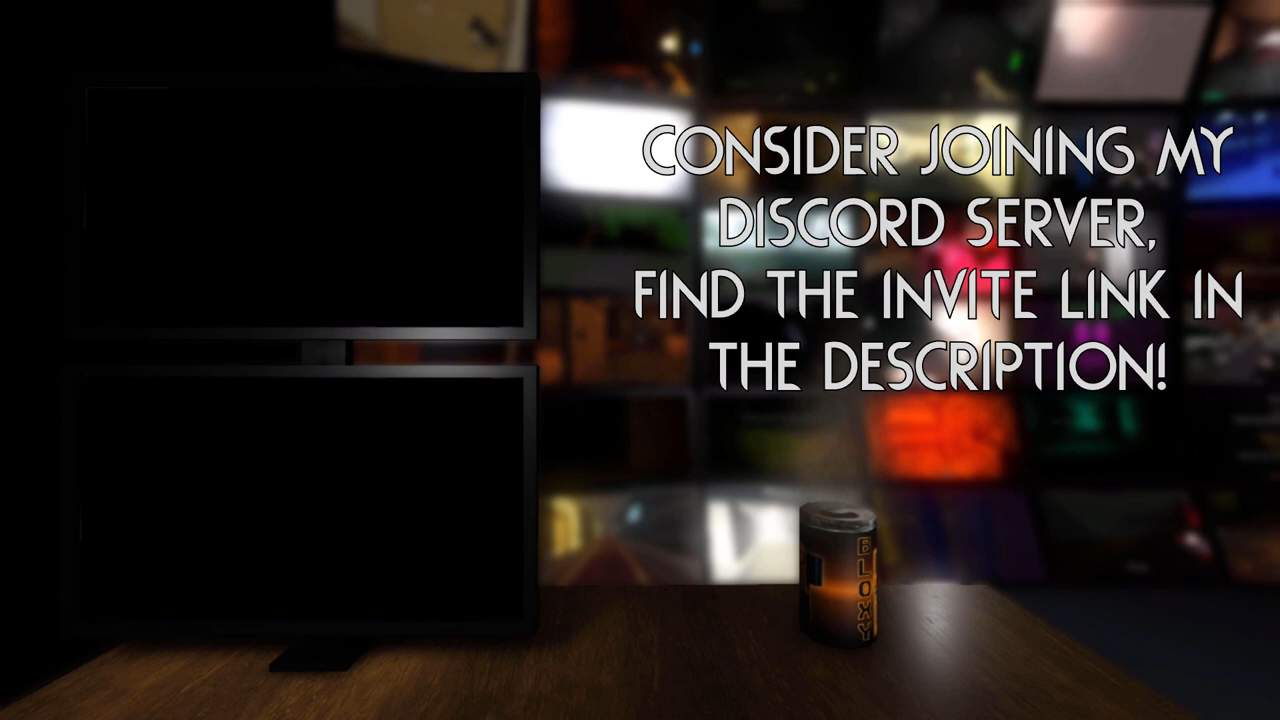 CONSIDER JOINING MY
DISCORD SERVER,
FIND THE INVITE LINK IN
THE DESCRIPTION!
BLOXY